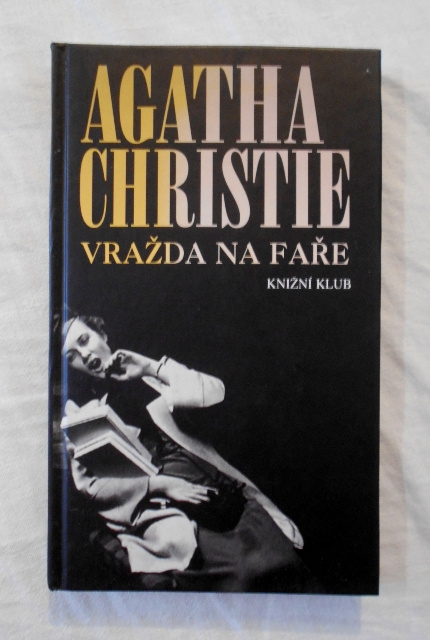 AGATHA
CHRISTIE
VRAŽDA NA FAŘE
KNIŽNÍ KLUB